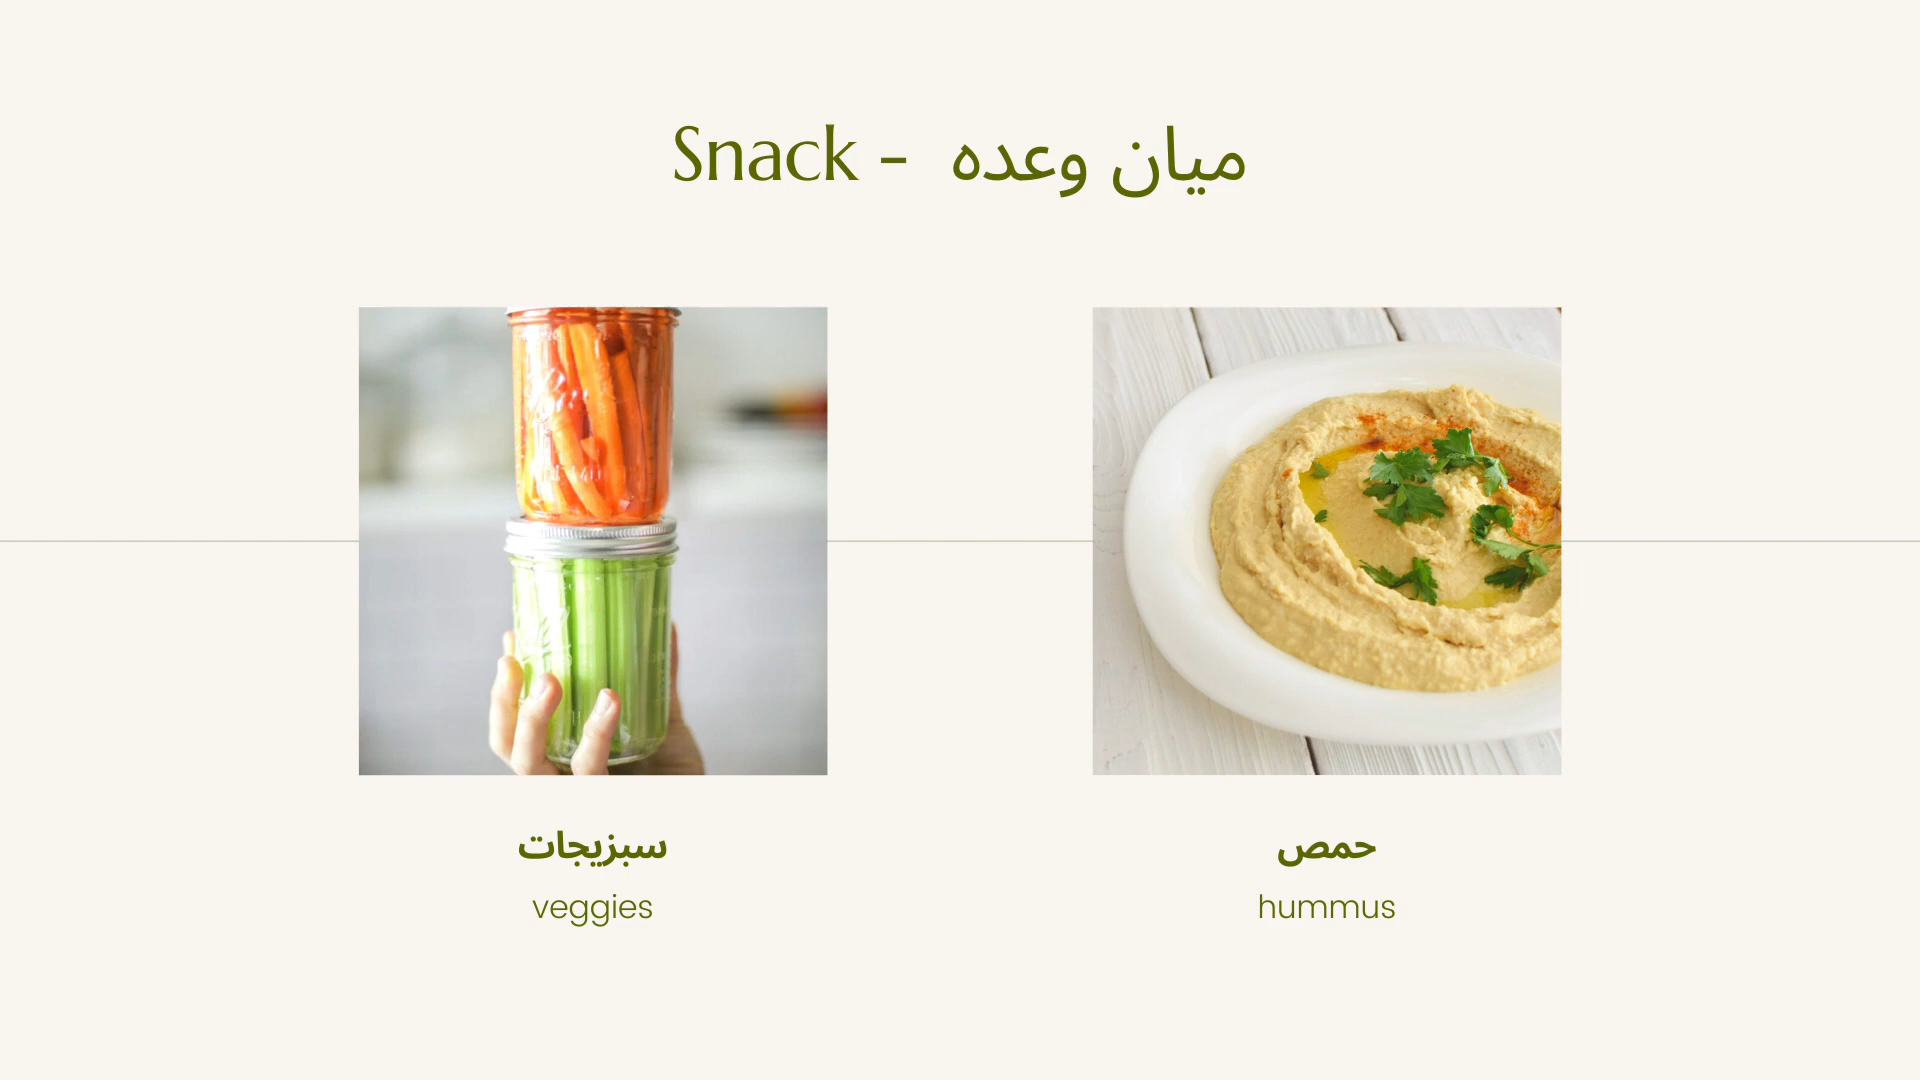 Snack - میان وعده
سبزیجات
veggies
حمص
hummus